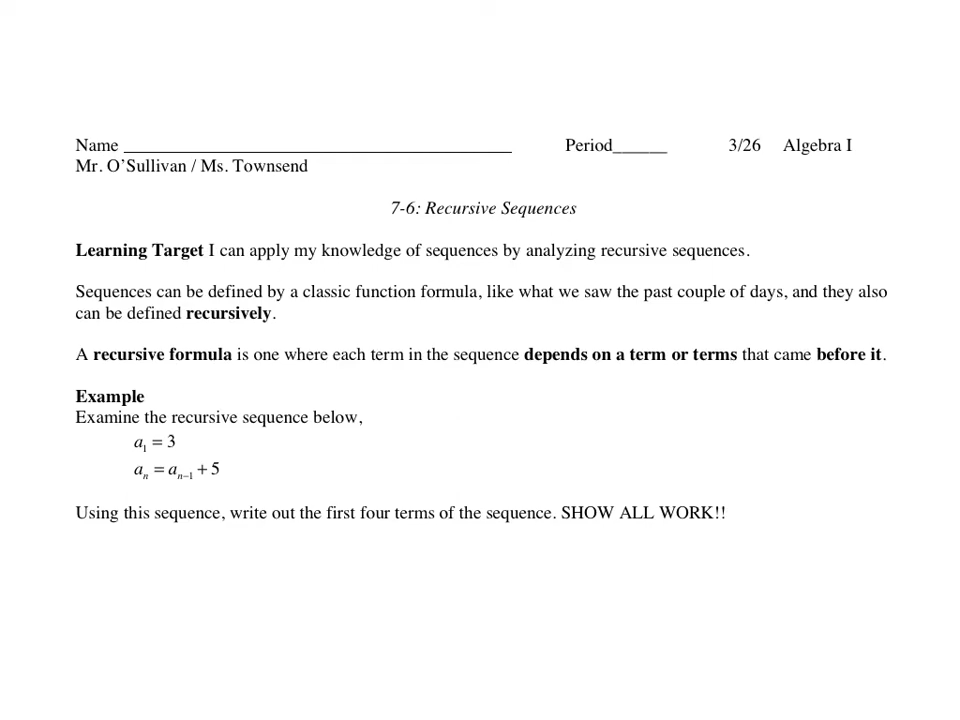 Name ___________________________________________ Period______ 3/26 Algebra I
Mr. O’Sullivan / Ms. Townsend
7-6: Recursive Sequences
Learning Target I can apply my knowledge of sequences by analyzing recursive sequences.
Sequences can be defined by a classic function formula, like what we saw the past couple of days, and they also
can be defined recursively.
A recursive formula is one where each term in the sequence depends on a term or terms that came before it.
Example
Examine the recursive sequence below,
a₁ = 3
aₙ = aₙ₋₁ + 5
Using this sequence, write out the first four terms of the sequence. SHOW ALL WORK!!